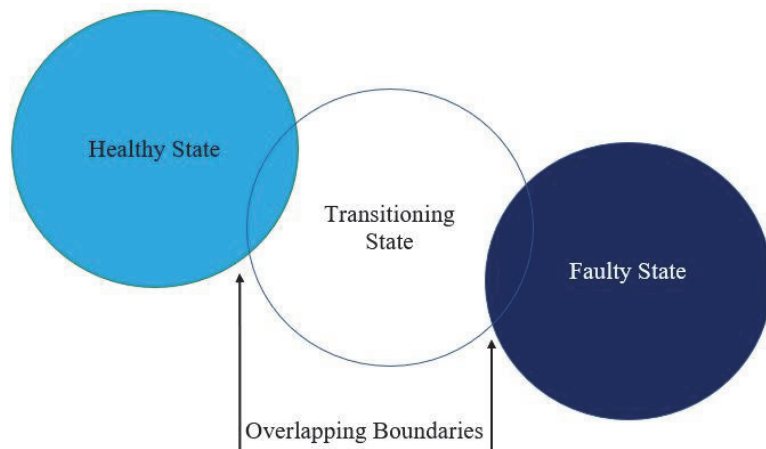 Healthy State
Transitioning
State
Faulty State
Overlapping Boundaries